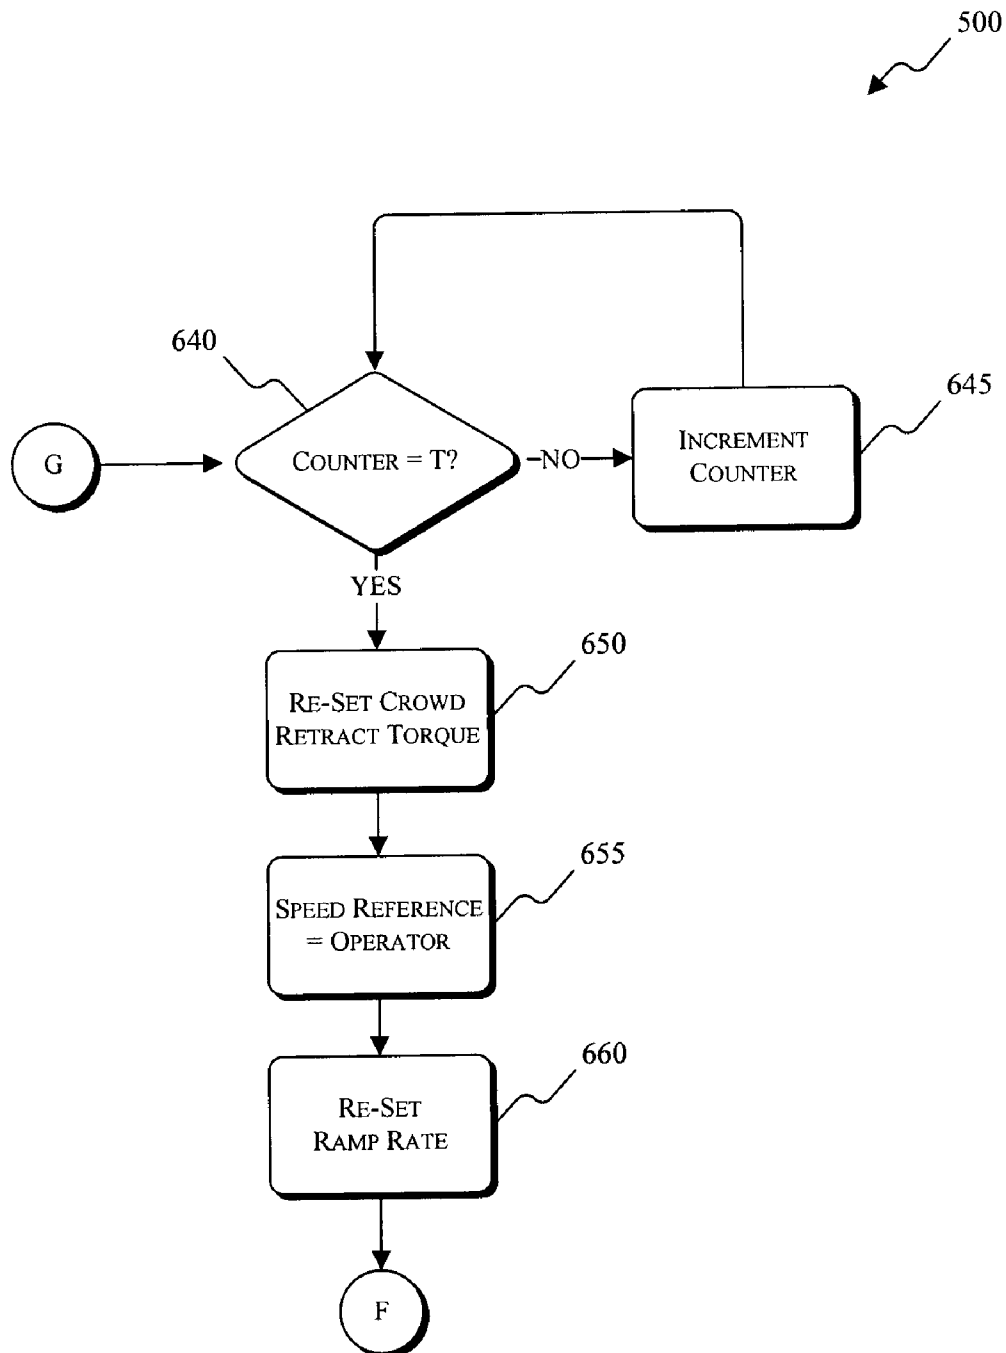 500
640
645
G
COUNTER = T?
NO
INCREMENT
COUNTER
YES
650
RE-SET CROWD
RETRACT TORQUE
655
SPEED REFERENCE
= OPERATOR
660
RE-SET
RAMP RATE
F